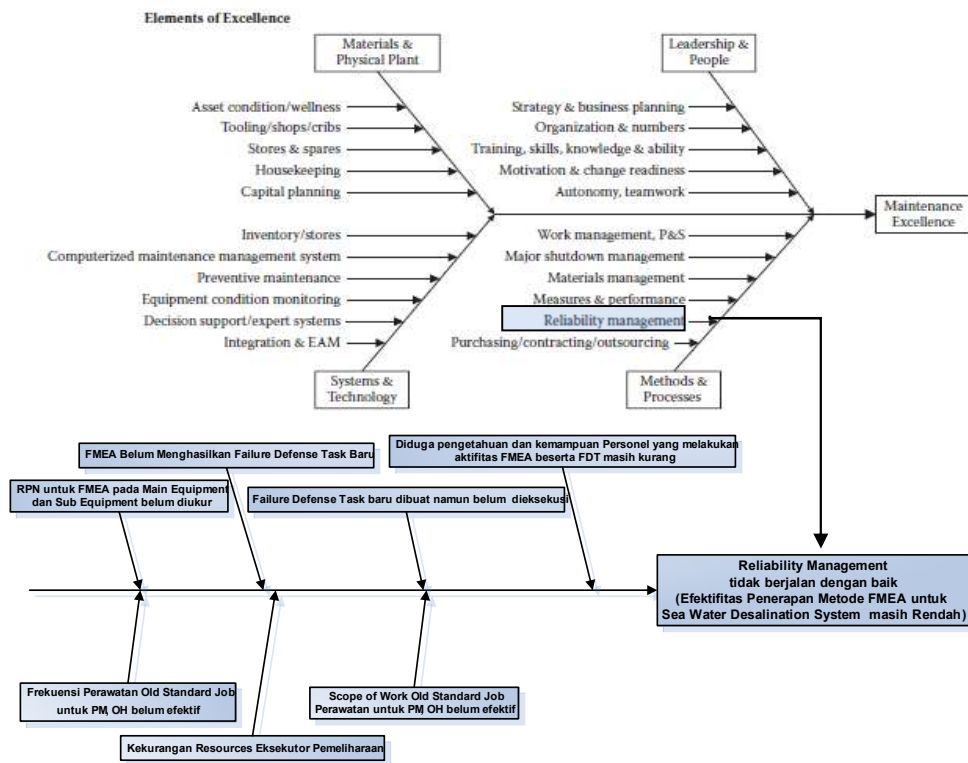 Elements of Excellence
Materials &
Physical Plant
Leadership &
People
Asset condition/wellness
Tooling/shops/cribs
Stores & spares
Housekeeping
Capital planning
Strategy & business planning
Organization & numbers
Training, skills, knowledge & ability
Motivation & change readiness
Autonomy, teamwork
Maintenance
Excellence
Inventory/stores
Computerized maintenance management system
Preventive maintenance
Equipment condition monitoring
Decision support/expert systems
Integration & EAM
Work management, P&S
Major shutdown management
Materials management
Measures & performance
Reliability management
Purchasing/contracting/outsourcing
Systems &
Technology
Methods &
Processes
FMEA Belum Menghasilkan Failure Defense Task Baru
Diduga pengetahuan dan kemampuan Personel yang melakukan
aktifitas FMEA beserta FDT masih kurang
RPN untuk FMEA pada Main Equipment
dan Sub Equipment belum diukur
Failure Defense Task baru dibuat namun belum dieksekusi
Reliability Management
tidak berjalan dengan baik
(Efektifitas Penerapan Metode FMEA untuk
Sea Water Desalination System masih Rendah)
Frekuensi Perawatan Old Standard Job
untuk PM, OH belum efektif
Scope of Work Old Standard Job
Perawatan untuk PM, OH belum efektif
Kekurangan Resources Eksekutor Pemeliharaan